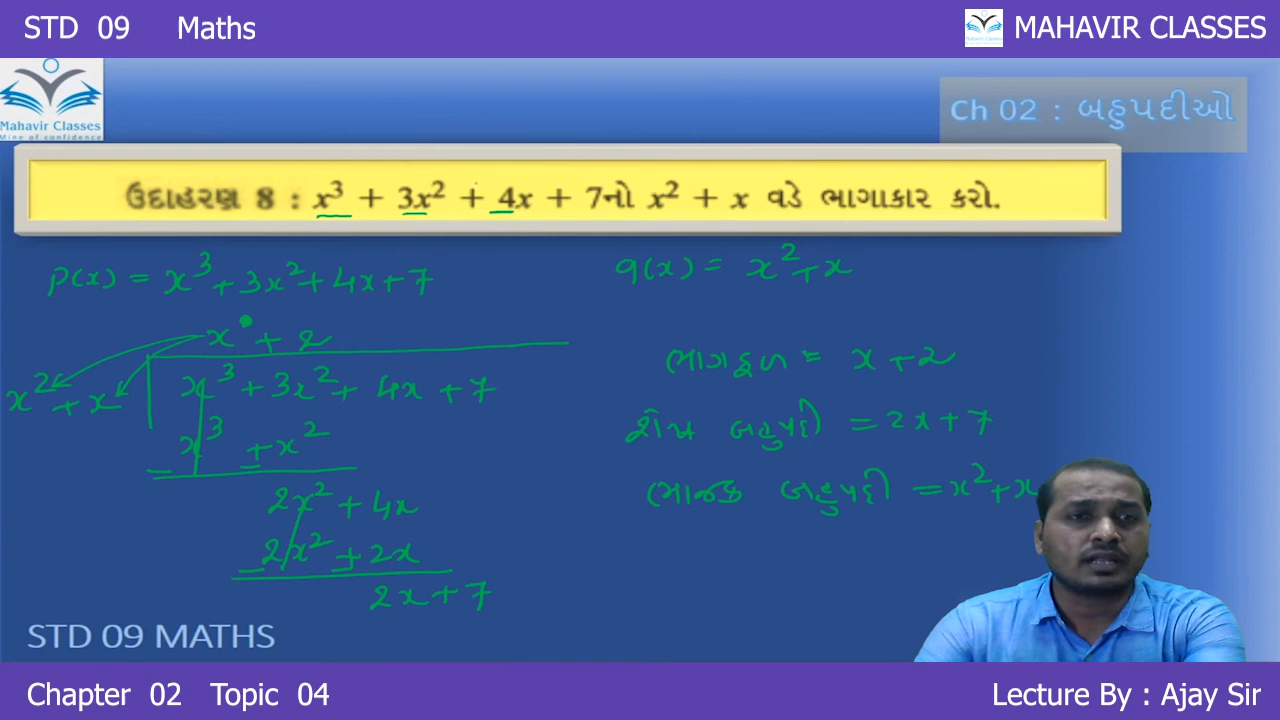 STD 09 Maths
MAHAVIR CLASSES
Mahavir Classes
Mine of confidence
Ch 02 : બહુપદીઓ
ઉદાહરણ 8 : x³ + 3x² + 4x + 7નો x² + x વડે ભાગાકાર કરો.
p(x) = x³ + 3x² + 4x + 7
q(x) = x² + x
x + 2
x² + x
x³ + 3x² + 4x + 7
x³ + x²
2x² + 4x
2x² + 2x
2x + 7
ભાગફળ = x + 2
શેષ બહુપદી = 2x + 7
ભાજક બહુપદી = x² + x
STD 09 MATHS
Chapter 02 Topic 04
Lecture By : Ajay Sir